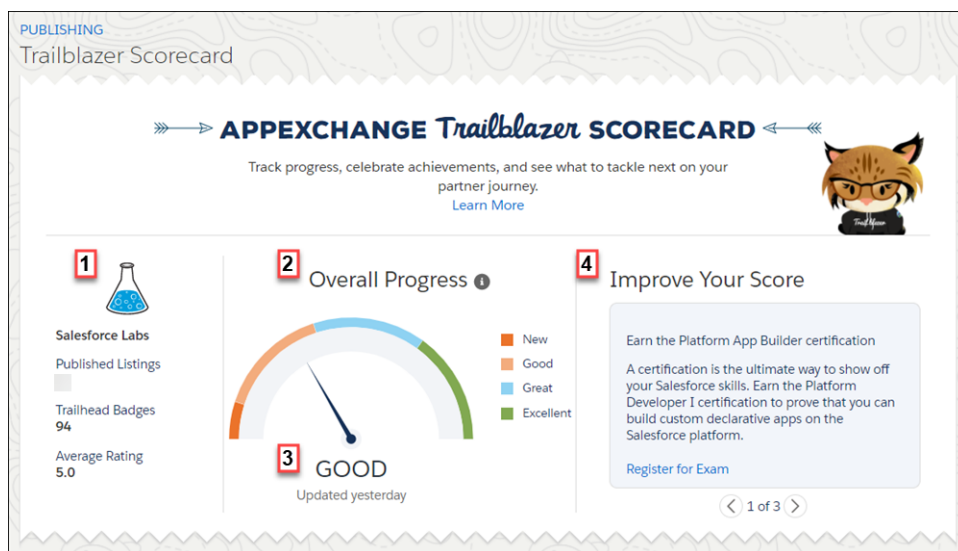 PUBLISHING
Trailblazer Scorecard
APPEXCHANGE Trailblazer SCORECARD
Track progress, celebrate achievements, and see what to tackle next on your
partner journey.
Learn More
Trailblazer
1
Salesforce Labs
Published Listings
Trailhead Badges
94
Average Rating
5.0
2
Overall Progress
New
Good
Great
Excellent
3
GOOD
Updated yesterday
4
Improve Your Score
Earn the Platform App Builder certification
A certification is the ultimate way to show off
your Salesforce skills. Earn the Platform
Developer I certification to prove that you can
build custom declarative apps on the
Salesforce platform.
Register for Exam
1 of 3